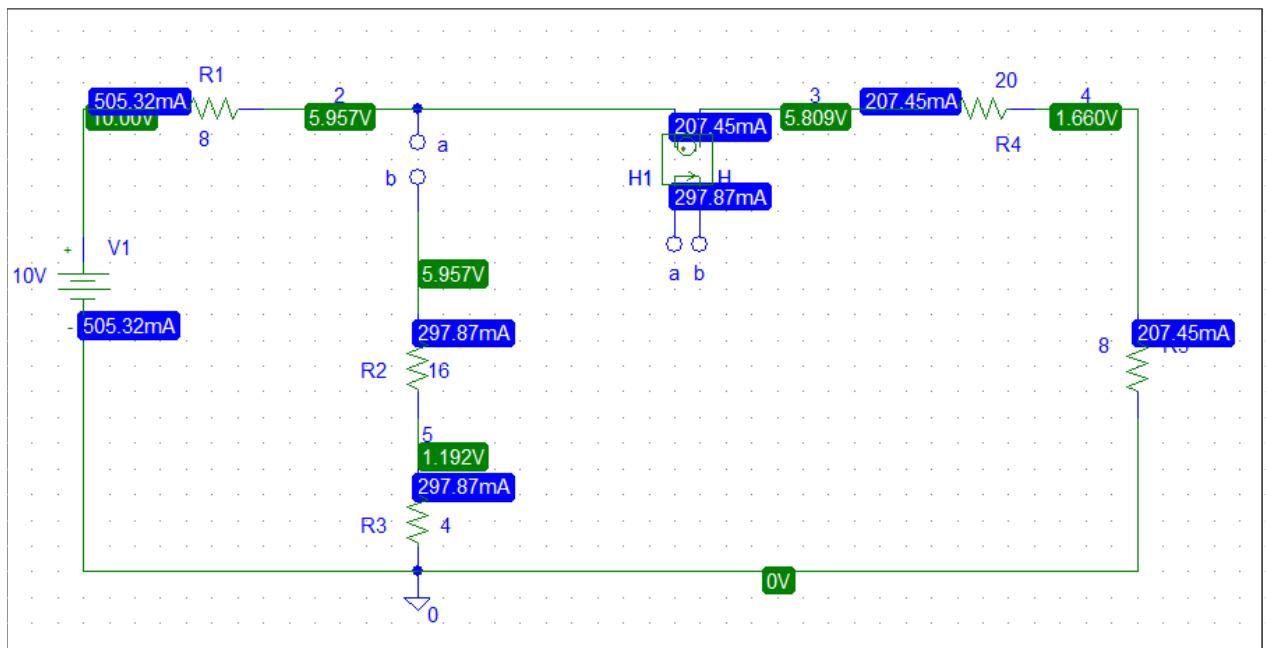 R1
20
505.32mA
10.00V
2
3
207.45mA
4
8
5.957V
207.45mA
5.809V
1.660V
a
R4
b
H1
H
297.87mA
V1
+
10V
a
b
5.957V
505.32mA
-
297.87mA
207.45mA
8
R5
R2
16
5
1.192V
297.87mA
R3
4
0V
0